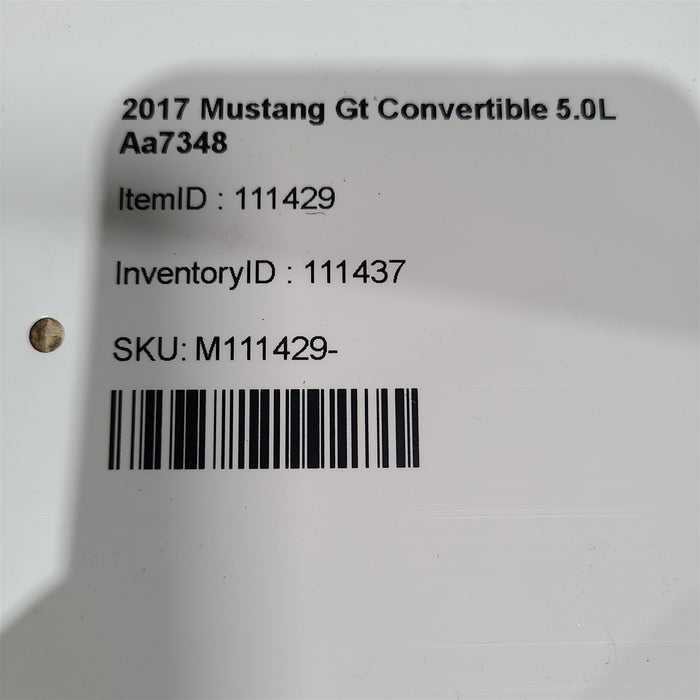 2017 Mustang Gt Convertible 5.0L
Aa7348
ItemID : 111429
InventoryID : 111437
SKU: M111429-